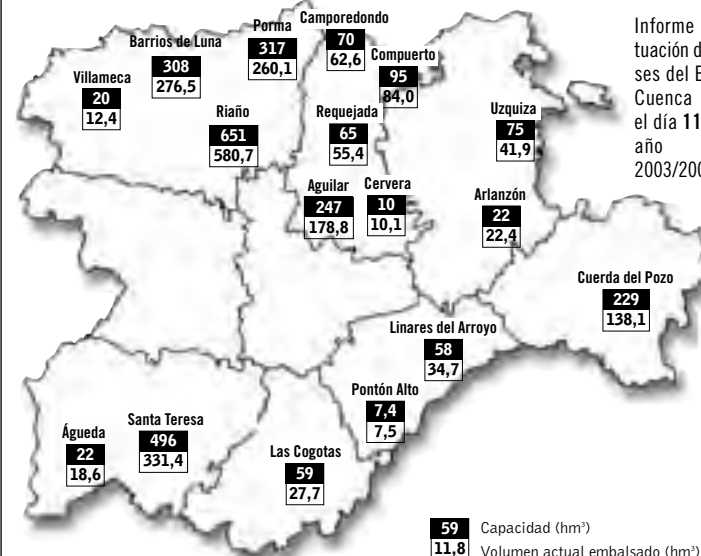 Camporedondo
70
62,6
Porma
317
260,1
Barrios de Luna
308
276,5
Compuerto
95
84,0
Villameca
20
12,4
Riaño
651
580,7
Requejada
65
55,4
Uzquiza
75
41,9
Aguilar
247
178,8
Cervera
10
10,1
Arlanzón
22
22,4
Cuerda del Pozo
229
138,1
Linares del Arroyo
58
34,7
Pontón Alto
7,4
7,5
Santa Teresa
496
331,4
Águeda
22
18,6
Las Cogotas
59
27,7
Informe
tuación d
ses del E
Cuenca
el día 11
año
2003/200
59 Capacidad (hm³)
11,8 Volumen actual embalsado (hm³)